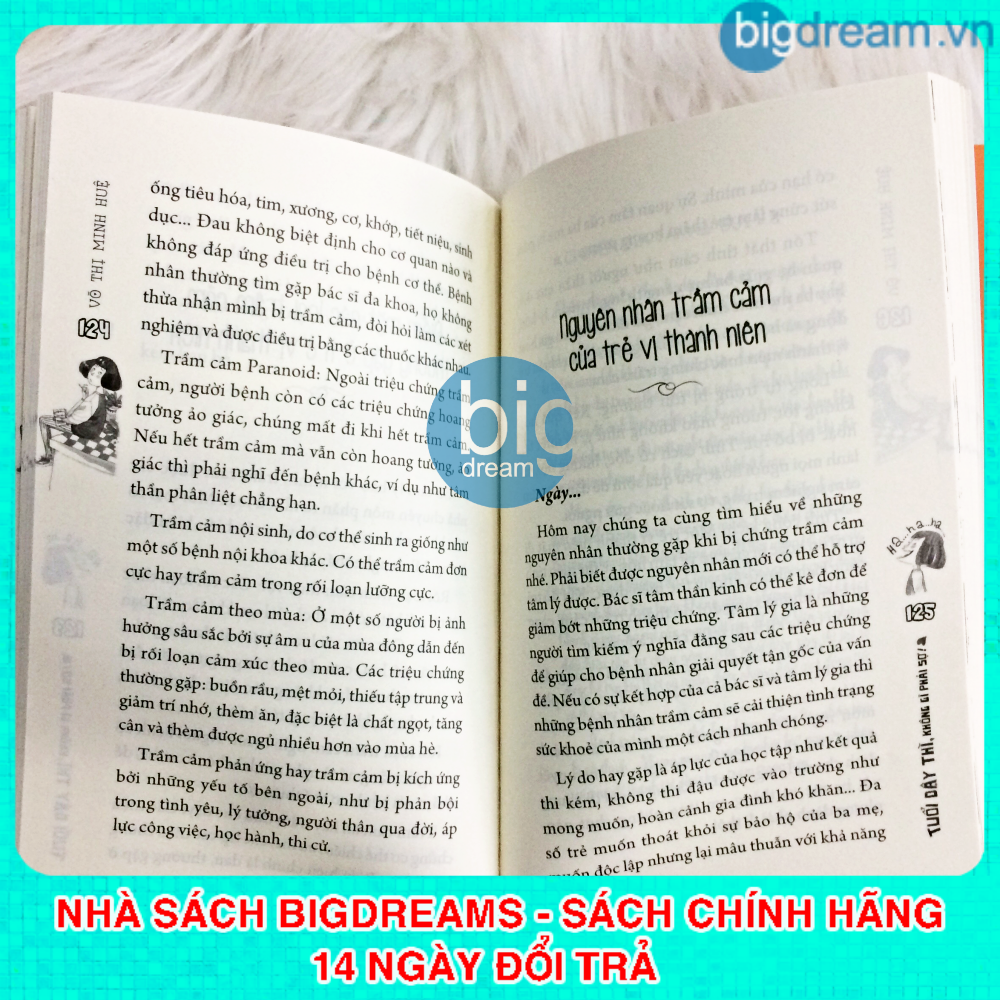 bigdream.vn
VÕ THỊ MINH HUỆ
124
ống tiêu hóa, tim, xương, cơ, khớp, tiết niệu, sinh
dục... Đau không biệt định cho cơ quan nào và
không đáp ứng điều trị cho bệnh cơ thể. Bệnh
nhân thường tìm gặp bác sĩ đa khoa, họ không
thừa nhận mình bị trầm cảm, đòi hỏi làm các xét
nghiệm và được điều trị bằng các thuốc khác nhau.
Trầm cảm Paranoid: Ngoài triệu chứng trầm
cảm, người bệnh còn có các triệu chứng hoang
tưởng ảo giác, chúng mất đi khi hết trầm cảm.
Nếu hết trầm cảm mà vẫn còn hoang tưởng, ảo
giác thì phải nghĩ đến bệnh khác, ví dụ như tâm
thần phân liệt chẳng hạn.
Trầm cảm nội sinh, do cơ thể sinh ra giống như
một số bệnh nội khoa khác. Có thể trầm cảm đơn
cực hay trầm cảm trong rối loạn lưỡng cực.
Trầm cảm theo mùa: Ở một số người bị ảnh
hưởng sâu sắc bởi sự âm u của mùa đông dẫn đến
bị rối loạn cảm xúc theo mùa. Các triệu chứng
thường gặp: buồn rầu, mệt mỏi, thiếu tập trung và
giảm trí nhớ, thèm ăn, đặc biệt là chất ngọt, tăng
cân và thèm được ngủ nhiều hơn vào mùa hè.
Trầm cảm phản ứng hay trầm cảm bị kích ứng
bởi những yếu tố bên ngoài, như bị phản bội
trong tình yêu, lý tưởng, người thân qua đời, áp
lực công việc, học hành, thi cử.
big
dream
Nguyên nhân trầm cảm
của trẻ vị thành niên
Ngày...
Hôm nay chúng ta cùng tìm hiểu về những
nguyên nhân thường gặp khi bị chứng trầm cảm
nhé. Phải biết được nguyên nhân mới có thể hỗ trợ
tâm lý được. Bác sĩ tâm thần kinh có thể kê đơn để
giảm bớt những triệu chứng. Tâm lý gia là những
người tìm kiếm ý nghĩa đằng sau các triệu chứng
để giúp cho bệnh nhân giải quyết tận gốc của vấn
đề. Nếu có sự kết hợp của cả bác sĩ và tâm lý gia thì
những bệnh nhân trầm cảm sẽ cải thiện tình trạng
sức khoẻ của mình một cách nhanh chóng.
Lý do hay gặp là áp lực của học tập như kết quả
thi kém, không thi đậu được vào trường như
mong muốn, hoàn cảnh gia đình khó khăn... Đa
số trẻ muốn thoát khỏi sự bảo hộ của ba mẹ,
muốn độc lập nhưng lại mâu thuẫn với khả năng
Ha...ha...ha
125
TUỔI DẬY THÌ, KHÔNG GÌ PHẢI SỢ!
NHÀ SÁCH BIGDREAMS - SÁCH CHÍNH HÃNG
14 NGÀY ĐỔI TRẢ